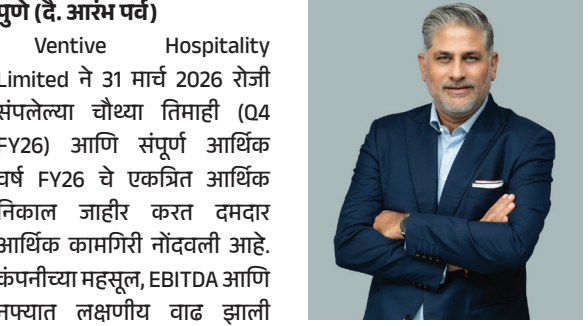 पुणे (दै. आरंभ पर्व)
Ventive Hospitality
Limited ने 31 मार्च 2026 रोजी
संपलेल्या चौथ्या तिमाही (Q4
FY26) आणि संपूर्ण आर्थिक
वर्ष FY26 चे एकत्रित आर्थिक
निकाल जाहीर करत दमदार
आर्थिक कामगिरी नोंदवली आहे.
कंपनीच्या महसूल, EBITDA आणि
नफ्यात लक्षणीय वाढ झाली